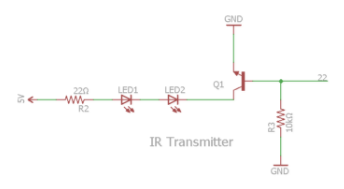 GND
Q1
22
22Ω
LED1
LED2
5V
R2
R3
10kΩ
IR Transmitter
GND